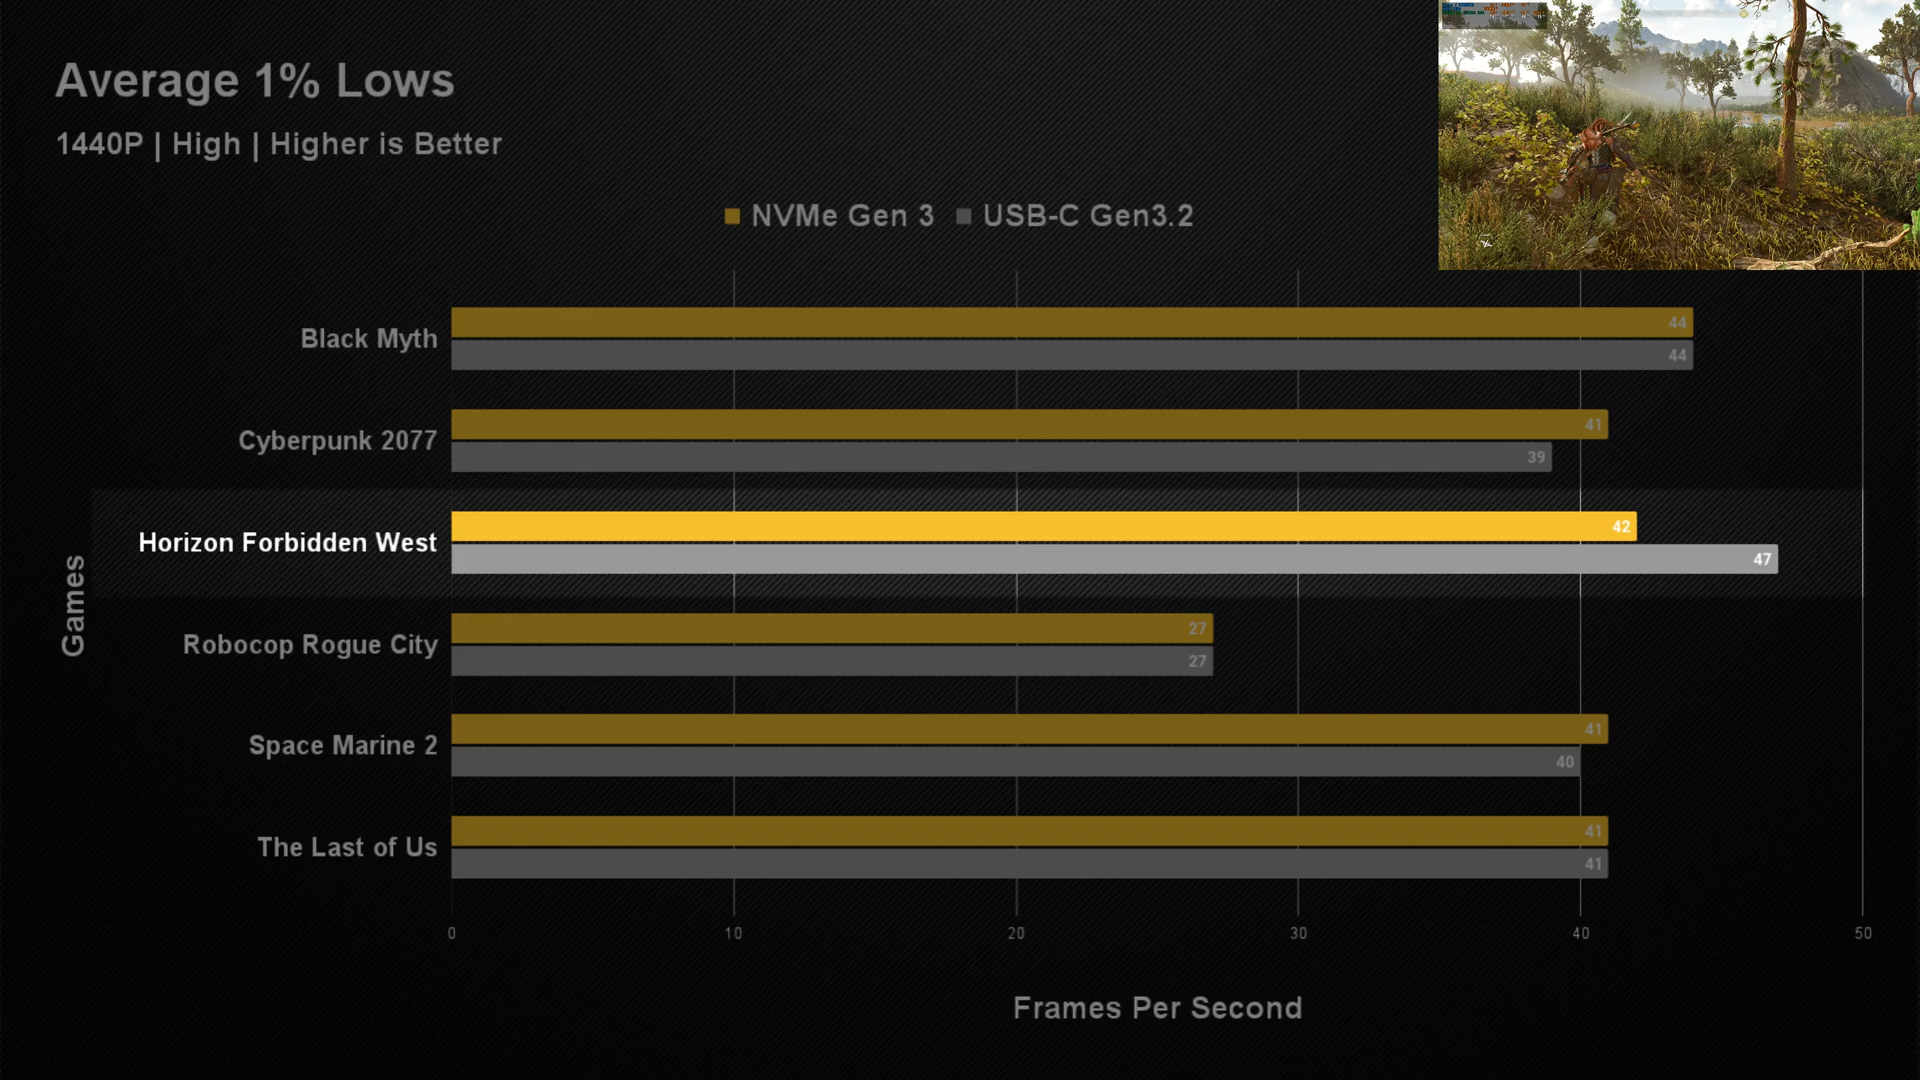 Average 1% Lows
1440P | High | Higher is Better
NVMe Gen 3 USB-C Gen3.2
Games
Black Myth
44
44
Cyberpunk 2077
41
39
Horizon Forbidden West
42
47
Robocop Rogue City
27
27
Space Marine 2
41
40
The Last of Us
41
41
0 10 20 30 40 50
Frames Per Second